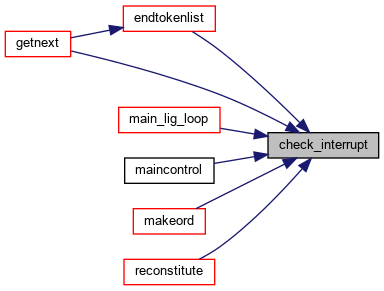 endtokenlist
getnext
main_lig_loop
check_interrupt
maincontrol
makeord
reconstitute